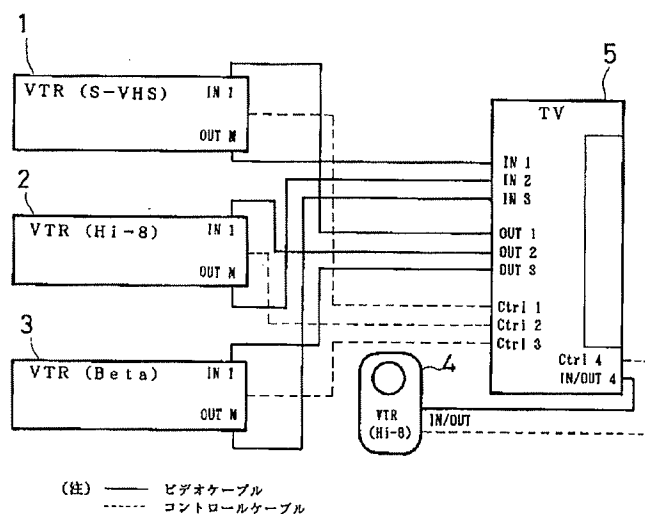 1
VTR (S-VHS)
IN 1
OUT M
2
VTR (Hi-8)
IN 1
OUT M
3
VTR (Beta)
IN 1
OUT M
5
TV
IN 1
IN 2
IN 3
OUT 1
OUT 2
OUT 3
Ctrl 1
Ctrl 2
Ctrl 3
Ctrl 4
IN/OUT 4
4
VTR
(Hi-8)
IN/OUT
(注) ビデオケーブル
コントロールケーブル